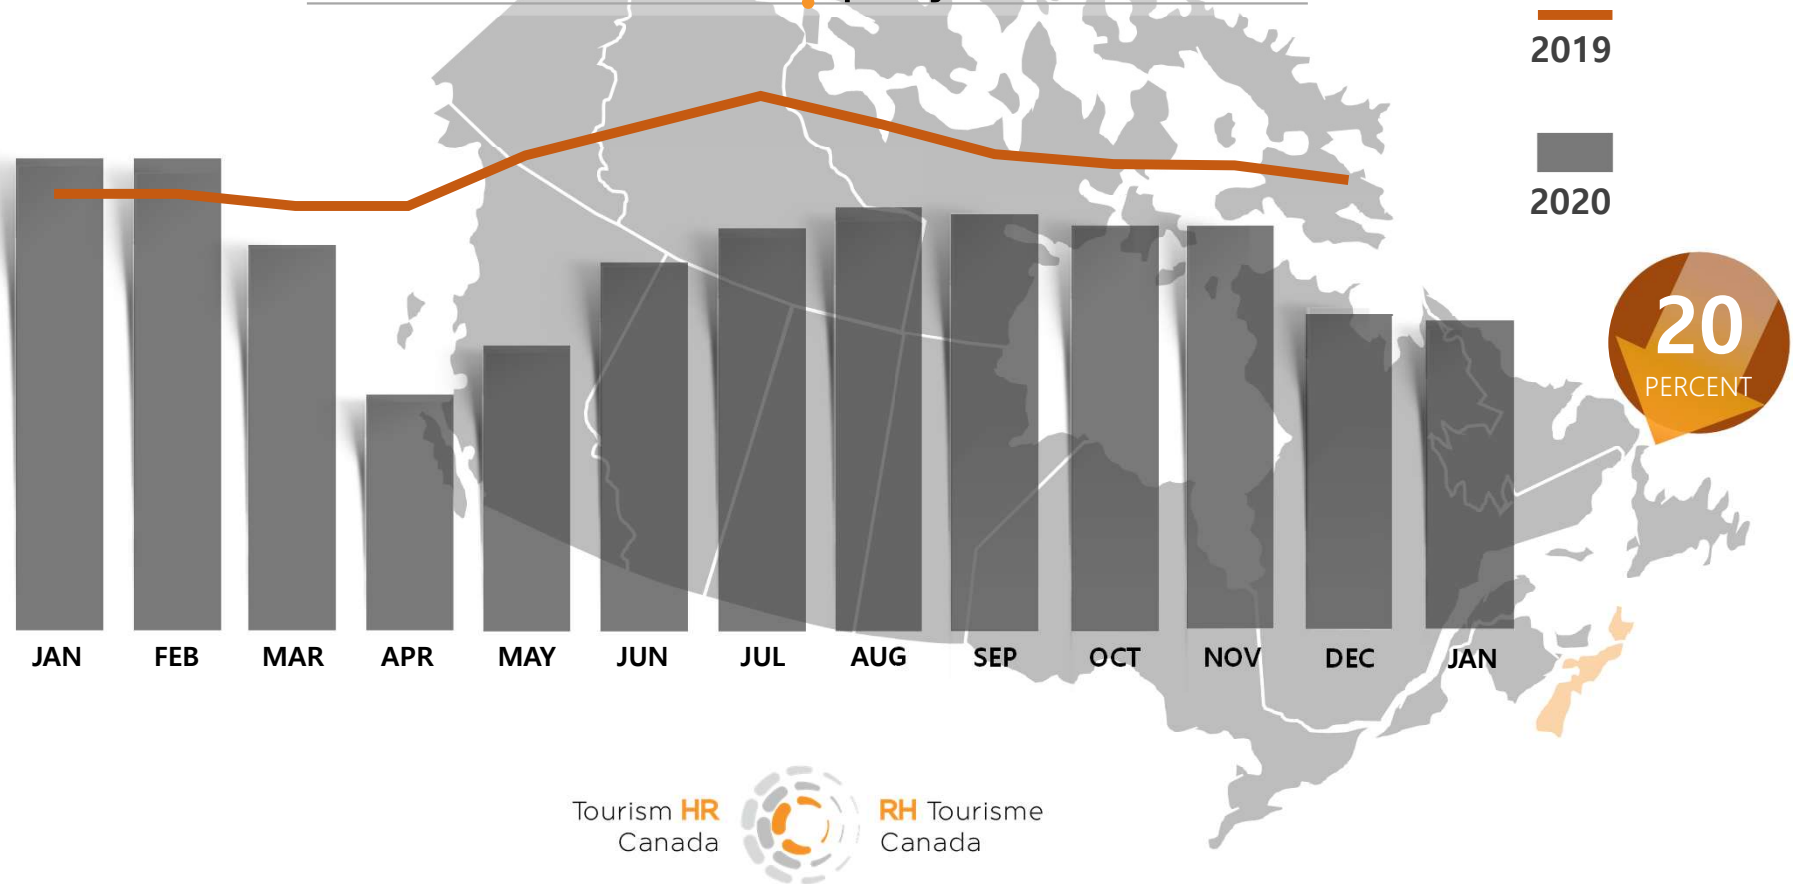 2019
2020
20
PERCENT
JAN FEB MAR APR MAY JUN JUL AUG SEP OCT NOV DEC JAN
Tourism HR
Canada
RH Tourisme
Canada